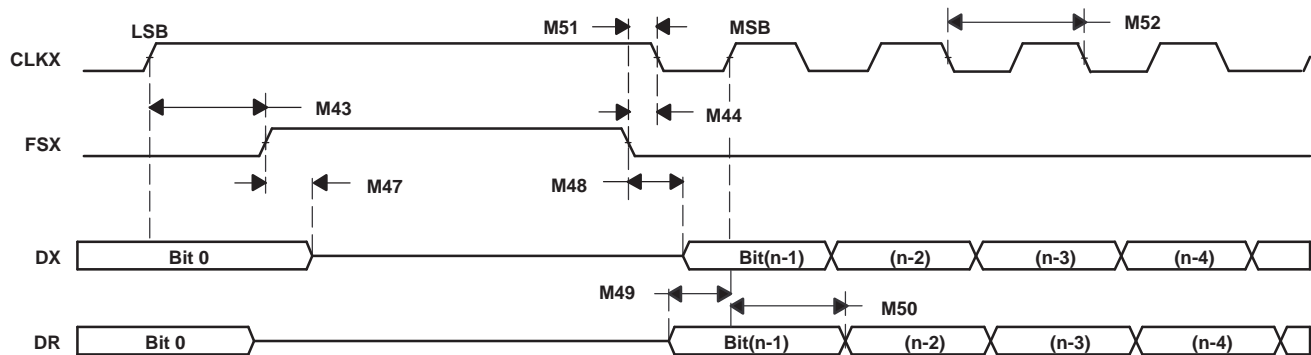 LSB M51 MSB M52
CLKX
M43 M44
FSX
M47 M48
DX Bit 0 Bit(n-1) (n-2) (n-3) (n-4)
M49 M50
DR Bit 0 Bit(n-1) (n-2) (n-3) (n-4)